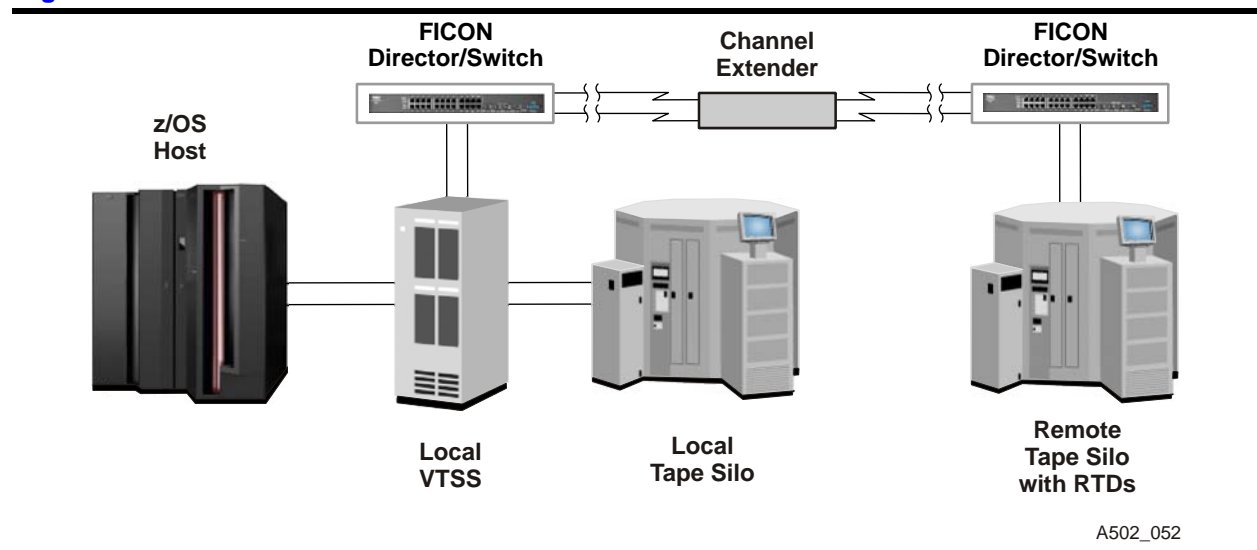 FICON
Director/Switch
Channel
Extender
FICON
Director/Switch
z/OS
Host
Local
VTSS
Local
Tape Silo
Remote
Tape Silo
with RTDs
A502_052